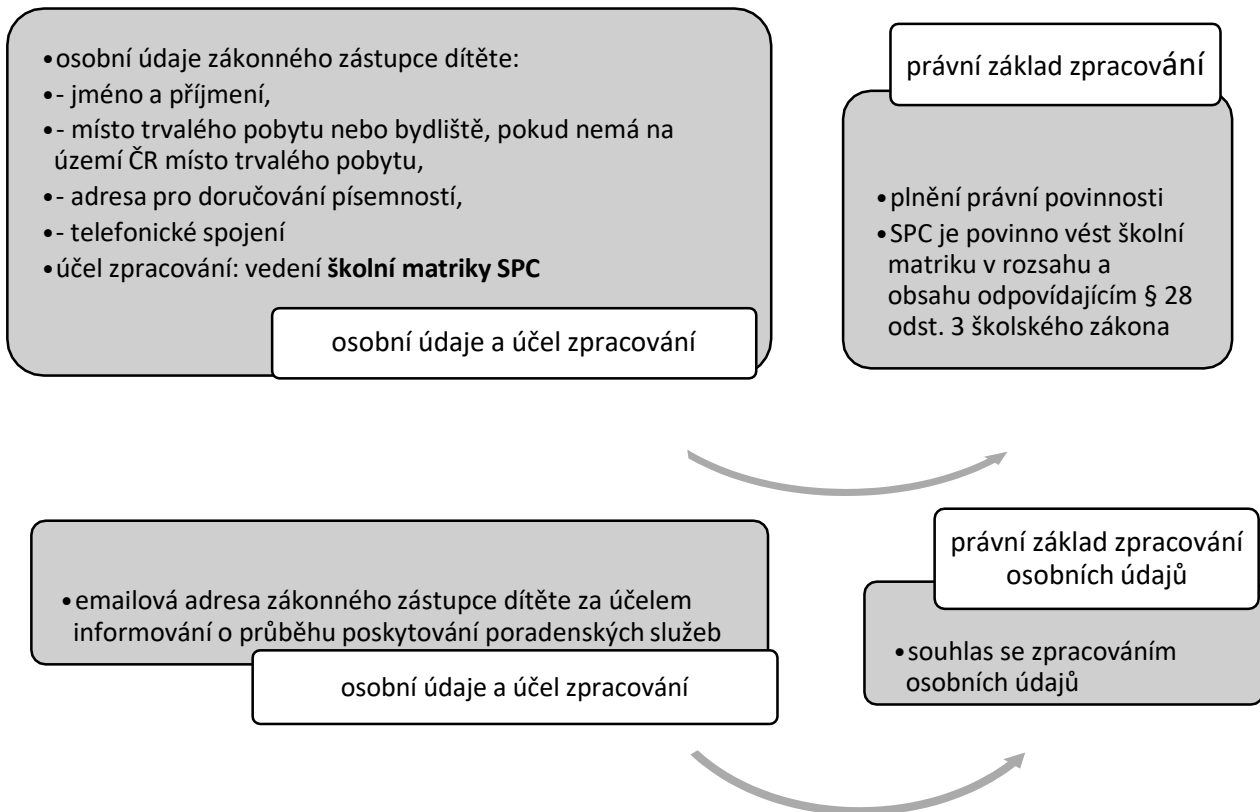 •osobní údaje zákonného zástupce dítěte:
•- jméno a příjmení,
•- místo trvalého pobytu nebo bydliště, pokud nemá na
území ČR místo trvalého pobytu,
•- adresa pro doručování písemností,
•- telefonické spojení
•účel zpracování: vedení školní matriky SPC
osobní údaje a účel zpracování
právní základ zpracování
•plnění právní povinnosti
•SPC je povinno vést školní
matriku v rozsahu a
obsahu odpovídajícím § 28
odst. 3 školského zákona
•emailová adresa zákonného zástupce dítěte za účelem
informování o průběhu poskytování poradenských služeb
osobní údaje a účel zpracování
právní základ zpracování
osobních údajů
•souhlas se zpracováním
osobních údajů